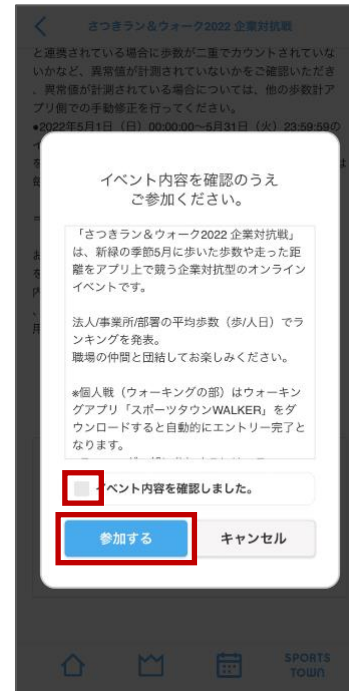 さつきラン＆ウォーク2022 企業対抗戦
と連携されている場合に歩数が二重でカウントされていな
いかなど、異常値が計測されていないかをご確認いただき
、異常値が計測されている場合については、他の歩数計ア
プリ側での手動修正を行ってください。
●2022年5月1日（日）00:00:00～5月31日（火）23:59:59の
イベント内容を確認のうえ
ご参加ください。
「さつきラン&ウォーク2022 企業対抗戦」
は、新緑の季節5月に歩いた歩数や走った距
離をアプリ上で競う企業対抗型のオンライン
イベントです。
法人/事業所/部署の平均歩数（歩/人日）でラ
ンキングを発表。
職場の仲間と団結してお楽しみください。
※個人戦（ウォーキングの部）はウォーキン
グアプリ「スポーツタウンWALKER」をダ
ウンロードすると自動的にエントリー完了と
なります。
イベント内容を確認しました。
参加する
キャンセル
SPORTS
TOWN